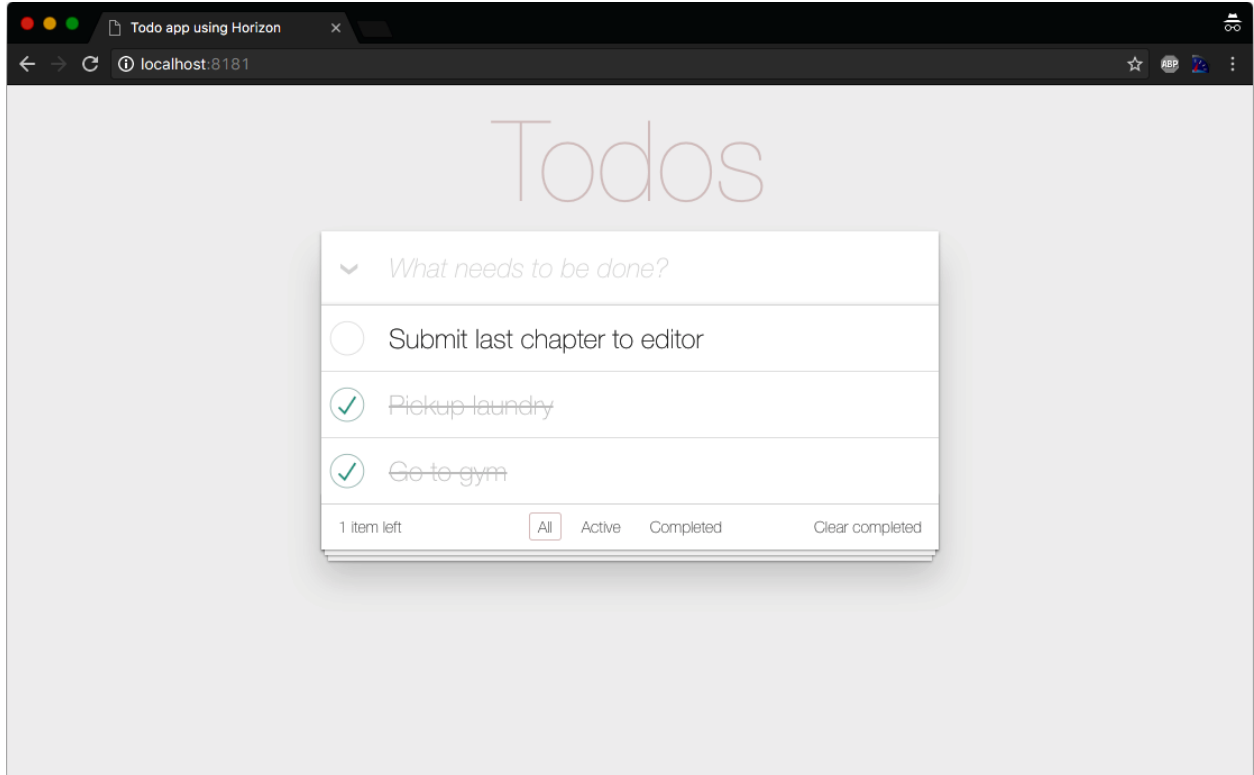 Todo app using Horizon
localhost:8181
ABP
Todos
What needs to be done?
Submit last chapter to editor
Pickup laundry
Go to gym
1 item left All Active Completed Clear completed